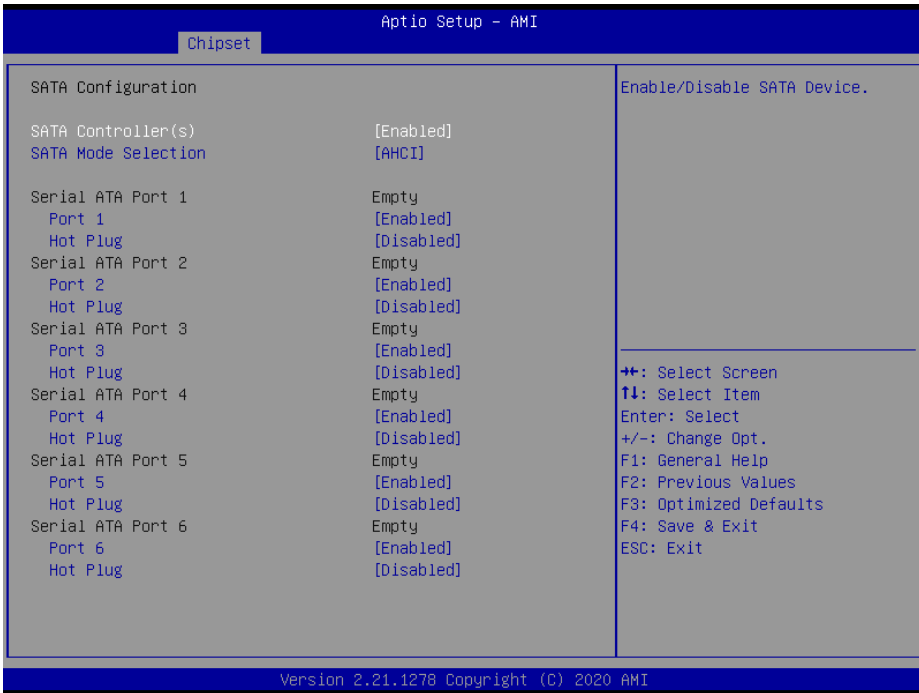 Aptio Setup – AMI
Chipset
SATA Configuration
SATA Controller(s) [Enabled]
SATA Mode Selection [AHCI]
Serial ATA Port 1 Empty
Port 1 [Enabled]
Hot Plug [Disabled]
Serial ATA Port 2 Empty
Port 2 [Enabled]
Hot Plug [Disabled]
Serial ATA Port 3 Empty
Port 3 [Enabled]
Hot Plug [Disabled]
Serial ATA Port 4 Empty
Port 4 [Enabled]
Hot Plug [Disabled]
Serial ATA Port 5 Empty
Port 5 [Enabled]
Hot Plug [Disabled]
Serial ATA Port 6 Empty
Port 6 [Enabled]
Hot Plug [Disabled]
Enable/Disable SATA Device.
→←: Select Screen
↑↓: Select Item
Enter: Select
+/-: Change Opt.
F1: General Help
F2: Previous Values
F3: Optimized Defaults
F4: Save & Exit
ESC: Exit
Version 2.21.1278 Copyright (C) 2020 AMI